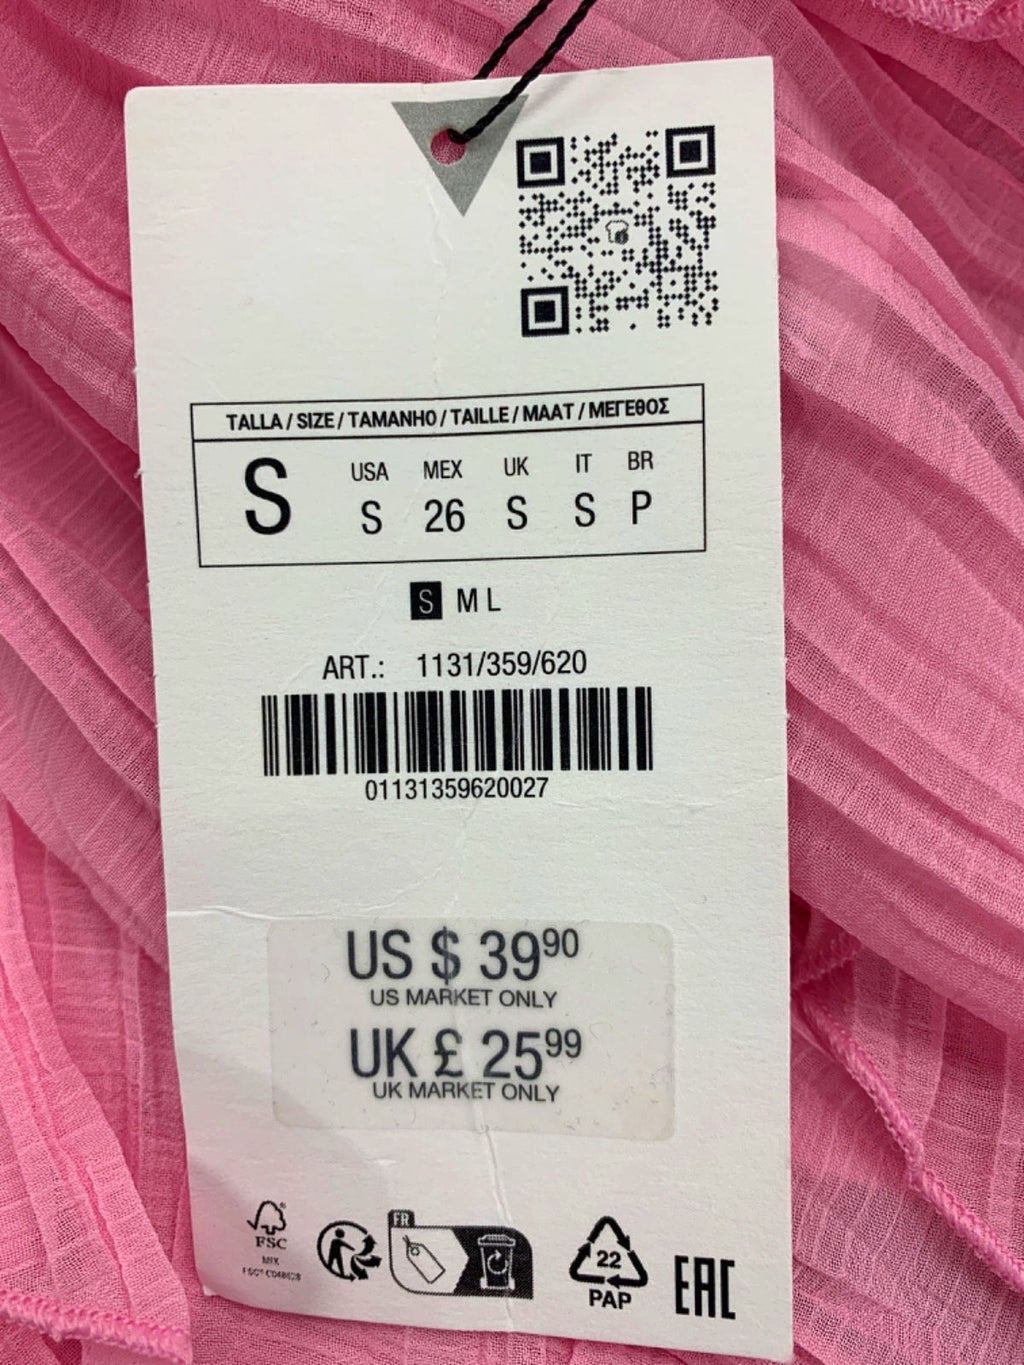 TALLA / SIZE / TAMANHO / TAILLE / MAAT / ΜΕΓΕΘΟΣ
S
USA MEX UK IT BR
S 26 S S P
S M L
ART.: 1131/359/620
01131359620027
US $ 39⁹⁰
US MARKET ONLY
UK £ 25⁹⁹
UK MARKET ONLY
FR
FSC
MIX
22
PAP
EAC